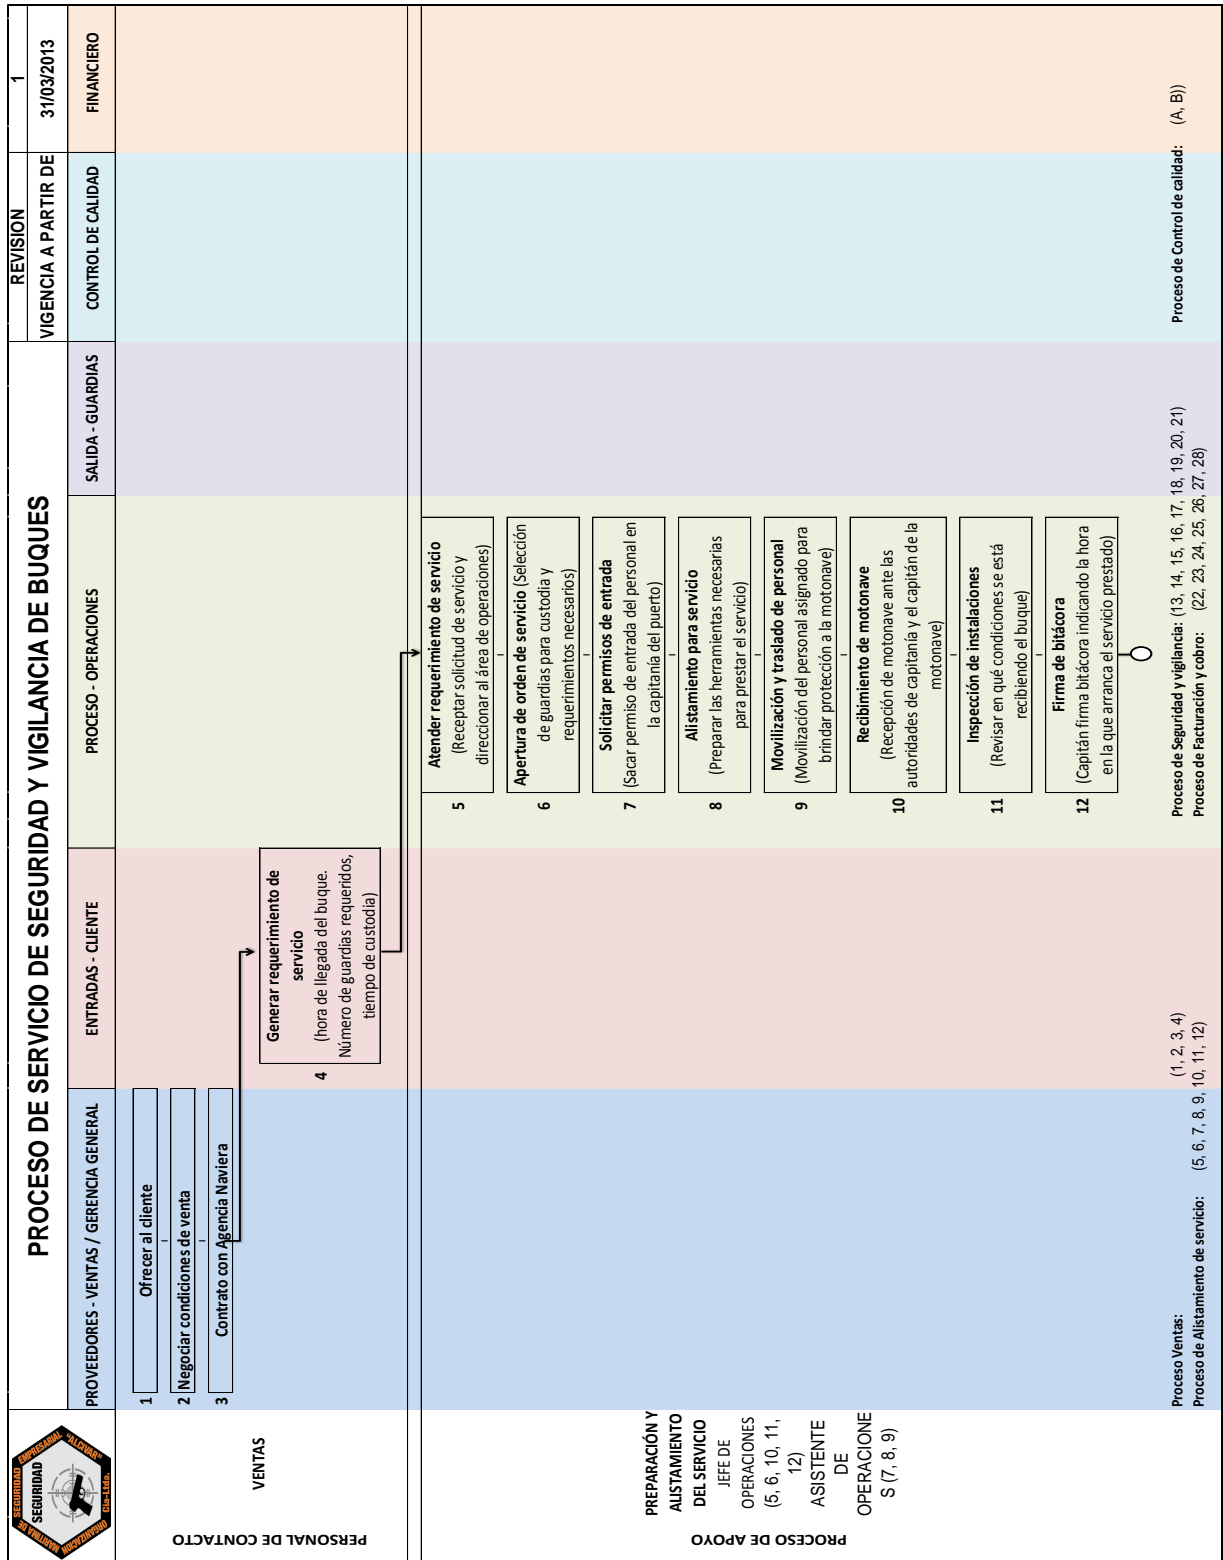 MARITIMA DE SEGURIDAD EMPRESARIAL "ALCIVAR"
SEGURIDAD
ORGANIZACION Cia-Ltda.
PROCESO DE SERVICIO DE SEGURIDAD Y VIGILANCIA DE BUQUES
REVISION
1
VIGENCIA A PARTIR DE
31/03/2013
PROVEEDORES - VENTAS / GERENCIA GENERAL
ENTRADAS - CLIENTE
PROCESO - OPERACIONES
SALIDA - GUARDIAS
CONTROL DE CALIDAD
FINANCIERO
PERSONAL DE CONTACTO
VENTAS
1
Ofrecer al cliente
2
Negociar condiciones de venta
3
Contrato con Agencia Naviera
4
Generar requerimiento de
servicio
(hora de llegada del buque.
Número de guardias requeridos,
tiempo de custodia)
PROCESO DE APOYO
PREPARACIÓN Y
ALISTAMIENTO
DEL SERVICIO
JEFE DE
OPERACIONES
(5, 6, 10, 11,
12)
ASISTENTE
DE
OPERACIONE
S (7, 8, 9)
5
Atender requerimiento de servicio
(Receptar solicitud de servicio y
direccionar al área de operaciones)
6
Apertura de orden de servicio (Selección
de guardias para custodia y
requerimientos necesarios)
7
Solicitar permisos de entrada
(Sacar permiso de entrada del personal en
la capitanía del puerto)
8
Alistamiento para servicio
(Preparar las herramientas necesarias
para prestar el servicio)
9
Movilización y traslado de personal
(Movilización del personal asignado para
brindar protección a la motonave)
10
Recibimiento de motonave
(Recepción de motonave ante las
autoridades de capitanía y el capitán de la
motonave)
11
Inspección de instalaciones
(Revisar en qué condiciones se está
recibiendo el buque)
12
Firma de bitácora
(Capitán firma bitácora indicando la hora
en la que arranca el servicio prestado)
Proceso Ventas: (1, 2, 3, 4)
Proceso de Seguridad y vigilancia: (13, 14, 15, 16, 17, 18, 19, 20, 21)
Proceso de Control de calidad: (A, B))
Proceso de Alistamiento de servicio: (5, 6, 7, 8, 9, 10, 11, 12)
Proceso de Facturación y cobro: (22, 23, 24, 25, 26, 27, 28)